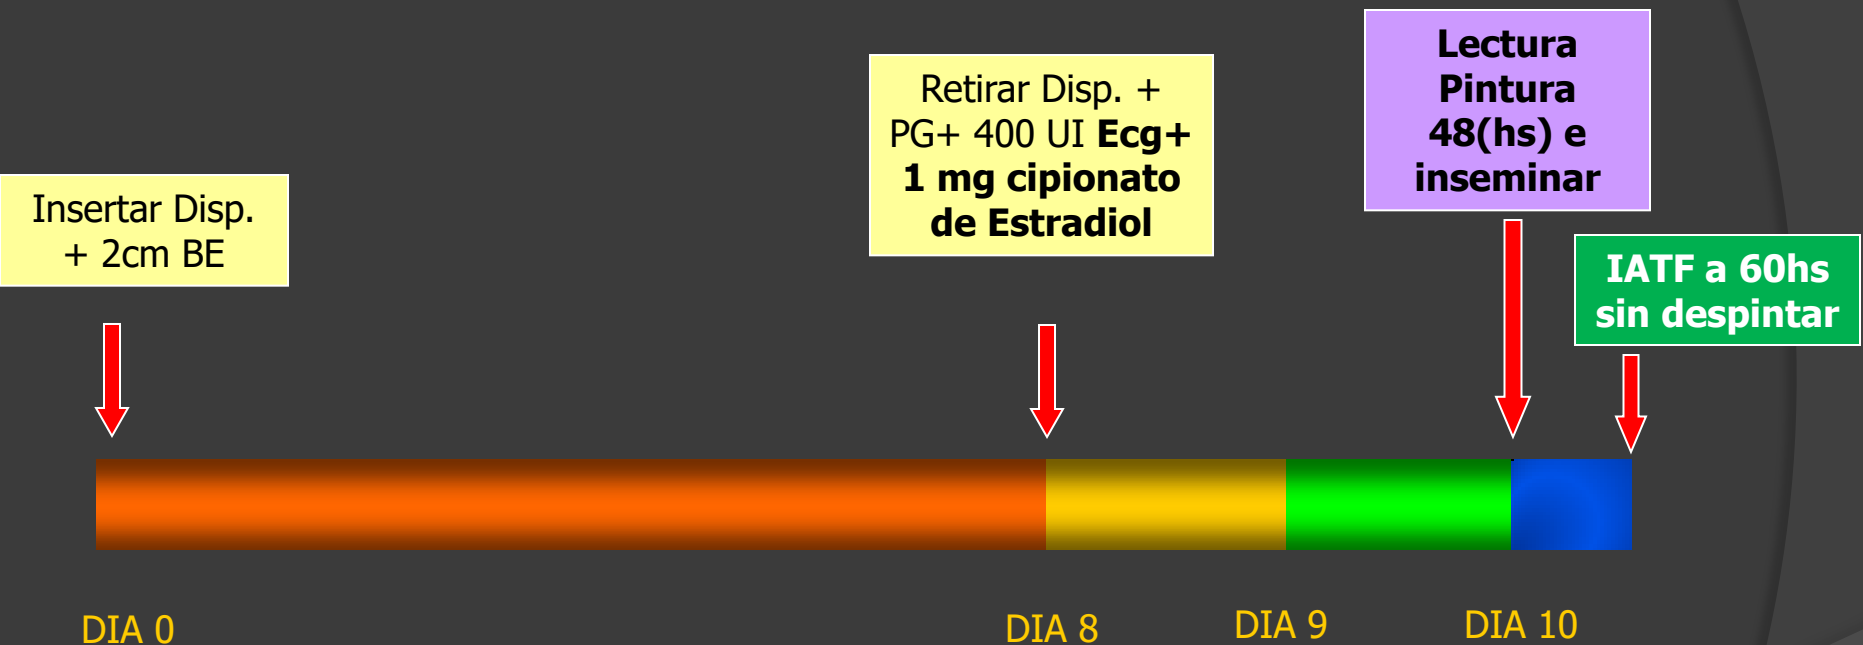 Insertar Disp.
+ 2cm BE
Retirar Disp. +
PG+ 400 UI Ecg+
1 mg cipionato
de Estradiol
Lectura
Pintura
48(hs) e
inseminar
IATF a 60hs
sin despintar
DIA 0
DIA 8
DIA 9
DIA 10